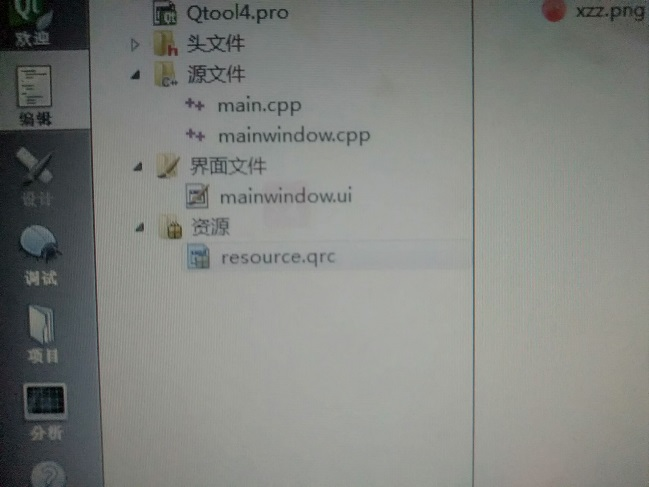 Qt
Qtool4.pro
xzz.png
欢迎
头文件
源文件
main.cpp
编辑
mainwindow.cpp
界面文件
设计
mainwindow.ui
资源
resource.qrc
调试
项目
分析